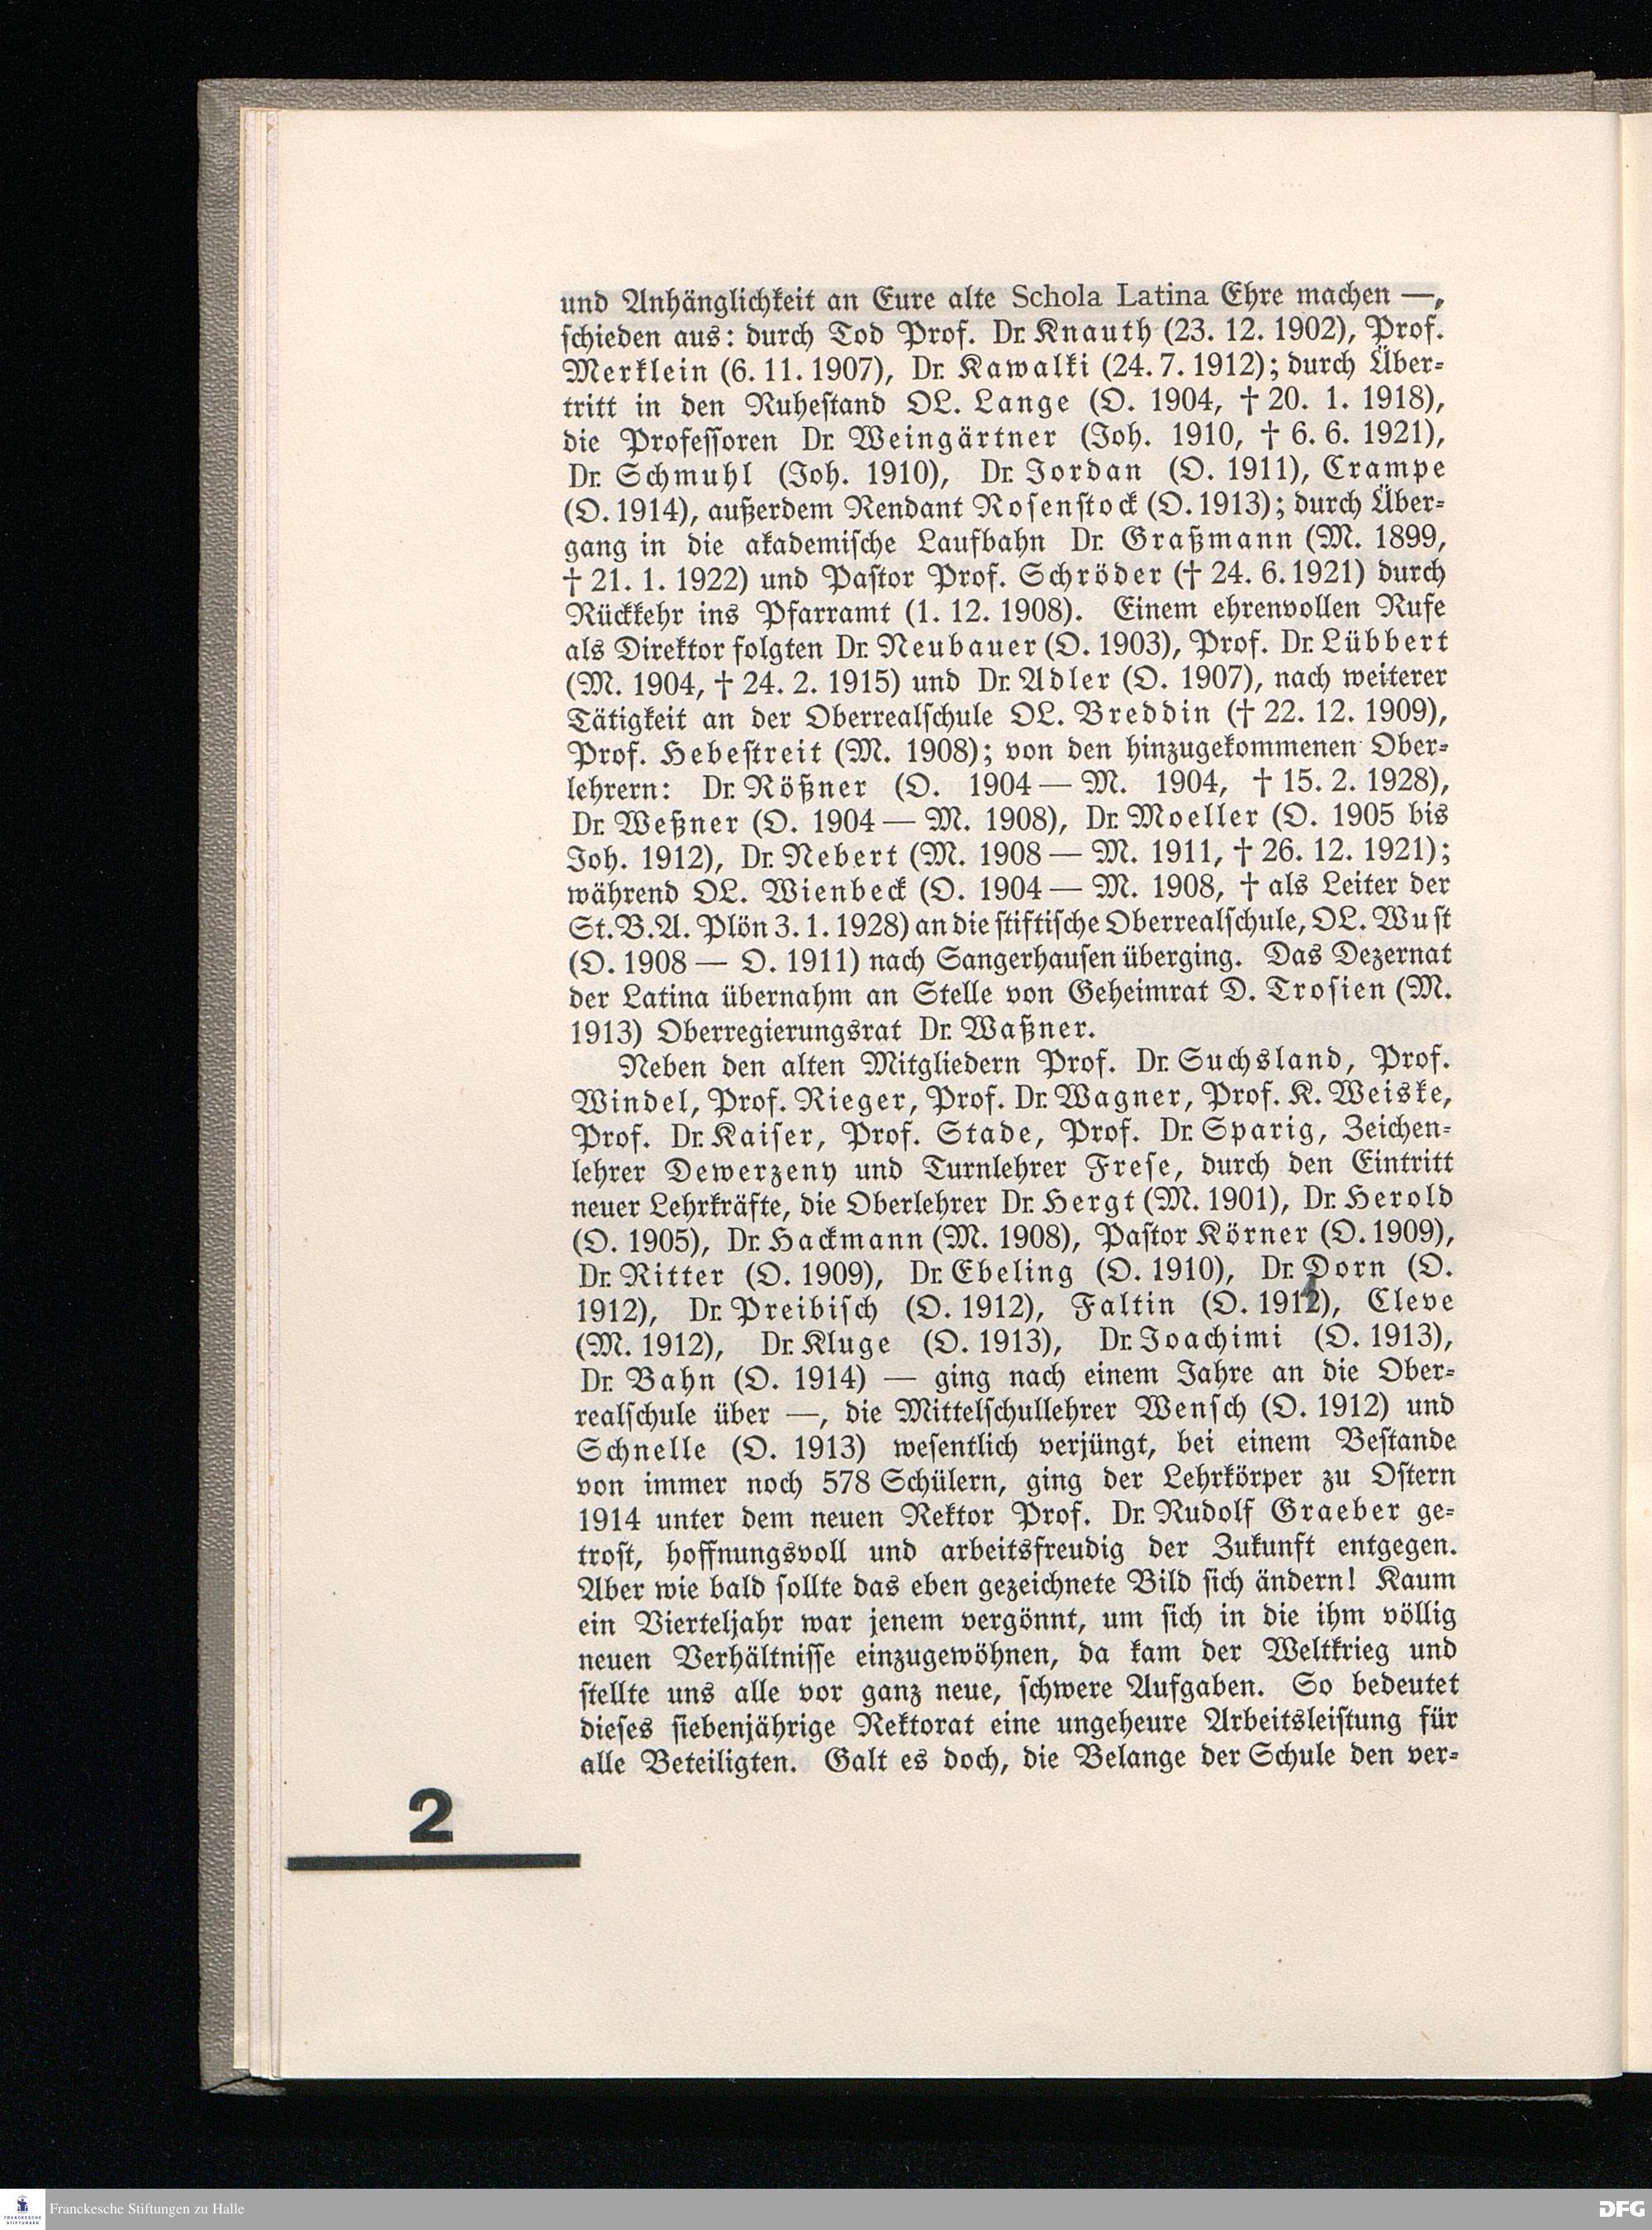 und Anhänglichkeit an Eure alte Schola Latina Ehre machen —,
schieden aus: durch Tod Prof. Dr. Knauth (23. 12. 1902), Prof.
Merklein (6. 11. 1907), Dr. Kawalki (24. 7. 1912); durch Über-
tritt in den Ruhestand OL. Lange (O. 1904, † 20. 1. 1918),
die Professoren Dr. Weingärtner (Joh. 1910, † 6. 6. 1921),
Dr. Schmuhl (Joh. 1910), Dr. Jordan (O. 1911), Crampe
(O. 1914), außerdem Rendant Rosenstock (O. 1913); durch Über-
gang in die akademische Laufbahn Dr. Graßmann (M. 1899,
† 21. 1. 1922) und Pastor Prof. Schröder († 24. 6. 1921) durch
Rückkehr ins Pfarramt (1. 12. 1908). Einem ehrenvollen Rufe
als Direktor folgten Dr. Neubauer (O. 1903), Prof. Dr. Lübbert
(M. 1904, † 24. 2. 1915) und Dr. Adler (O. 1907), nach weiterer
Tätigkeit an der Oberrealschule OL. Breddin († 22. 12. 1909),
Prof. Hebestreit (M. 1908); von den hinzugekommenen Ober-
lehrern: Dr. Rößner (O. 1904 — M. 1904, † 15. 2. 1928),
Dr. Weßner (O. 1904 — M. 1908), Dr. Moeller (O. 1905 bis
Joh. 1912), Dr. Nebert (M. 1908 — M. 1911, † 26. 12. 1921);
während OL. Wienbeck (O. 1904 — M. 1908, † als Leiter der
St. B. A. Plön 3. 1. 1928) an die stiftische Oberrealschule, OL. Wust
(O. 1908 — O. 1911) nach Sangerhausen überging. Das Dezernat
der Latina übernahm an Stelle von Geheimrat D. Trosien (M.
1913) Oberregierungsrat Dr. Waßner.
Neben den alten Mitgliedern Prof. Dr. Suchsland, Prof.
Windel, Prof. Rieger, Prof. Dr. Wagner, Prof. K. Weiske,
Prof. Dr. Kaiser, Prof. Stade, Prof. Dr. Sparig, Zeichen-
lehrer Dewerzeny und Turnlehrer Frese, durch den Eintritt
neuer Lehrkräfte, die Oberlehrer Dr. Hergt (M. 1901), Dr. Herold
(O. 1905), Dr. Hackmann (M. 1908), Pastor Körner (O. 1909),
Dr. Ritter (O. 1909), Dr. Ebeling (O. 1910), Dr. Dorn (O.
1912), Dr. Preibisch (O. 1912), Faltin (O. 1912), Cleve
(M. 1912), Dr. Kluge (O. 1913), Dr. Joachimi (O. 1913),
Dr. Bahn (O. 1914) — ging nach einem Jahre an die Ober-
realschule über —, die Mittelschullehrer Wensch (O. 1912) und
Schnelle (O. 1913) wesentlich verjüngt, bei einem Bestande
von immer noch 578 Schülern, ging der Lehrkörper zu Ostern
1914 unter dem neuen Rektor Prof. Dr. Rudolf Graeber ge-
trost, hoffnungsvoll und arbeitsfreudig der Zukunft entgegen.
Aber wie bald sollte das eben gezeichnete Bild sich ändern! Kaum
ein Vierteljahr war jenem vergönnt, um sich in die ihm völlig
neuen Verhältnisse einzugewöhnen, da kam der Weltkrieg und
stellte uns alle vor ganz neue, schwere Aufgaben. So bedeutet
dieses siebenjährige Rektorat eine ungeheure Arbeitsleistung für
alle Beteiligten. Galt es doch, die Belange der Schule den ver-
2
Franckesche Stiftungen zu Halle
DFG